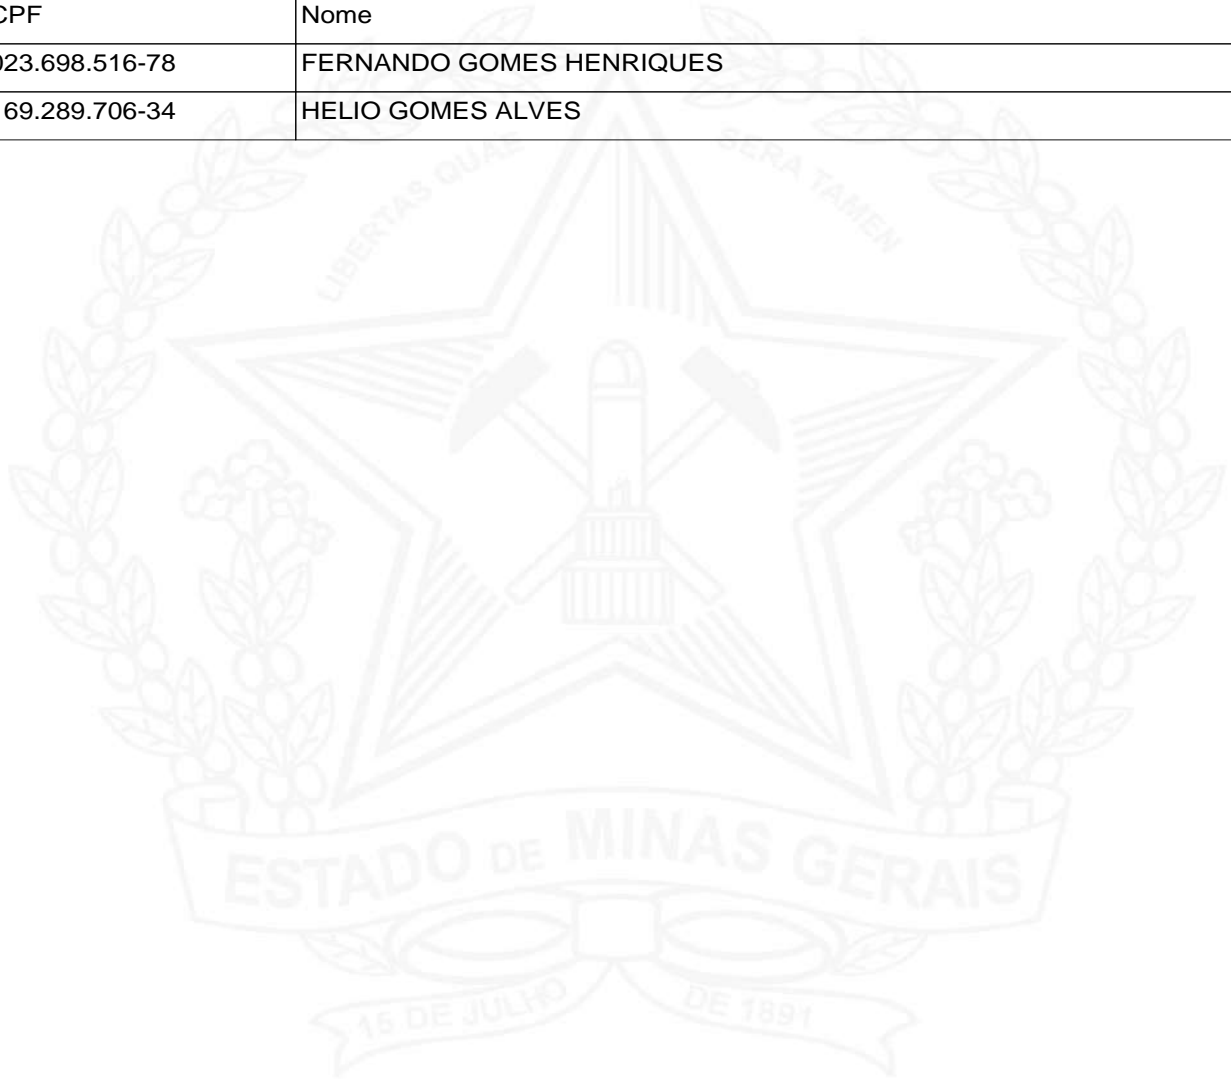 CPF Nome
023.698.516-78 FERNANDO GOMES HENRIQUES
69.289.706-34 HELIO GOMES ALVES
LIBERTAS QUAE SERA TAMEN
ESTADO DE MINAS GERAIS
15 DE JULHO DE 1891